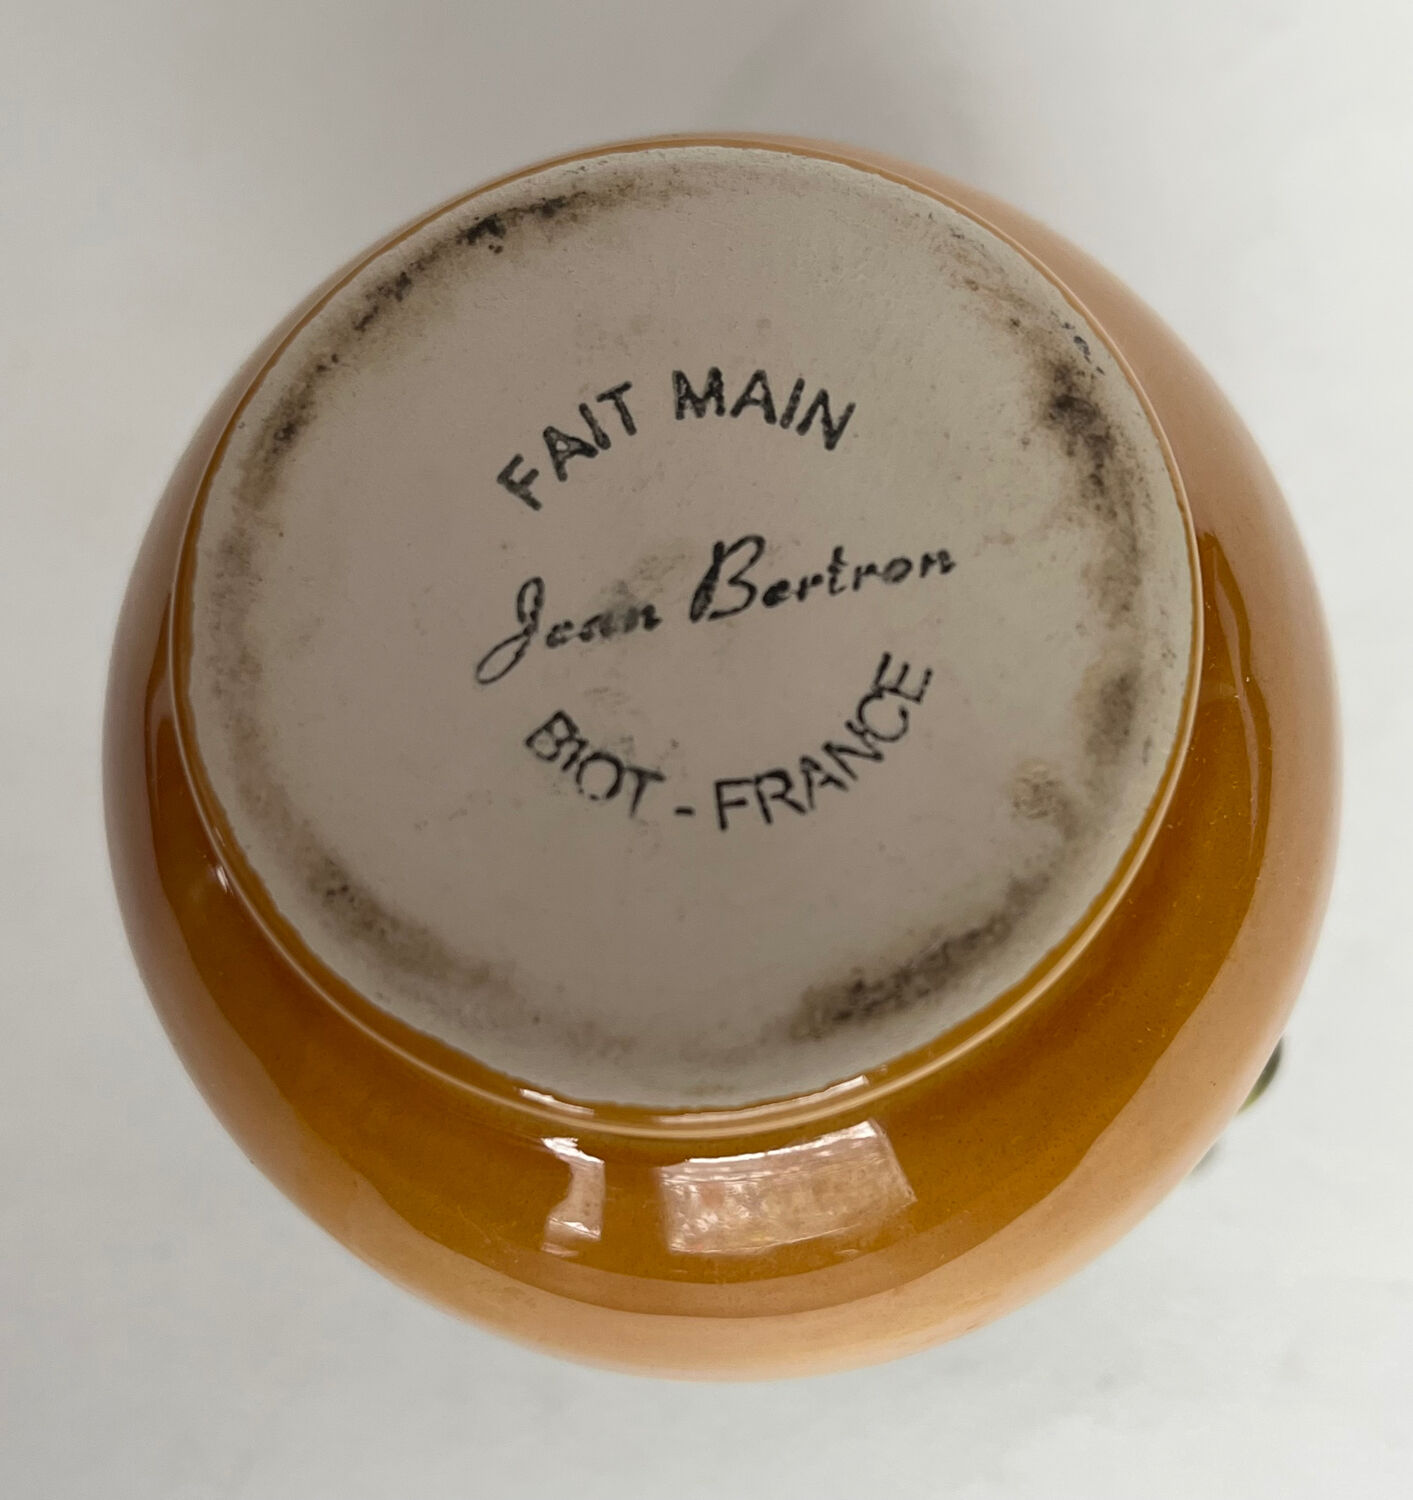 FAIT MAIN
Jean Bertron
BIOT - FRANCE